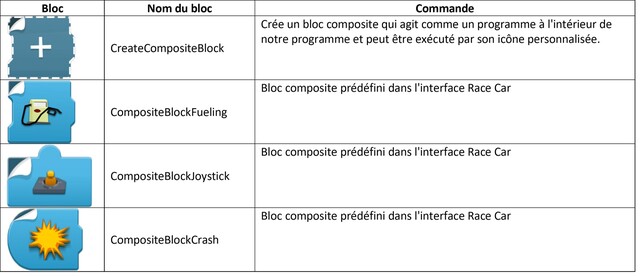 Bloc Nom du bloc Commande
CreateCompositeBlock
Crée un bloc composite qui agit comme un programme à l'intérieur de
notre programme et peut être exécuté par son icône personnalisée.
CompositeBlockFueling
Bloc composite prédéfini dans l'interface Race Car
CompositeBlockJoystick
Bloc composite prédéfini dans l'interface Race Car
CompositeBlockCrash
Bloc composite prédéfini dans l'interface Race Car